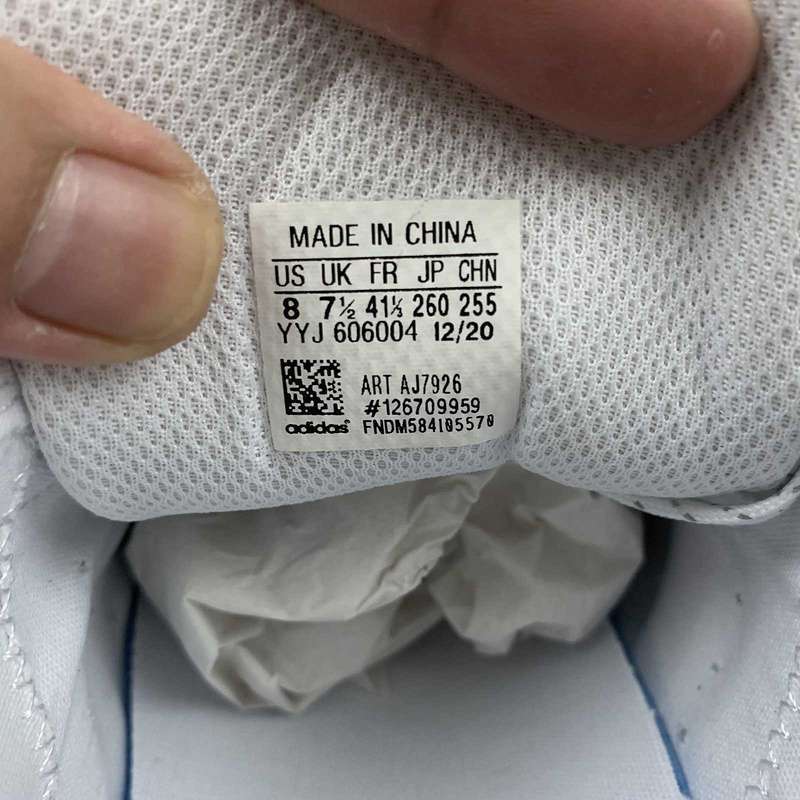 MADE IN CHINA
US UK FR JP CHN
8 7½ 41⅓ 260 255
YYJ 606004 12/20
ART AJ7926
#126709959
adidas FNDM584105570